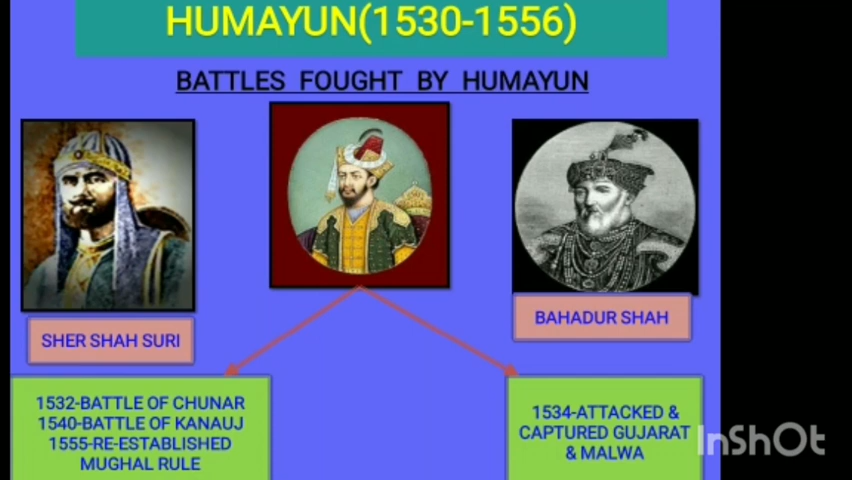 HUMAYUN(1530-1556)
BATTLES FOUGHT BY HUMAYUN
SHER SHAH SURI
BAHADUR SHAH
1532-BATTLE OF CHUNAR
1540-BATTLE OF KANAUJ
1555-RE-ESTABLISHED
MUGHAL RULE
1534-ATTACKED &
CAPTURED GUJARAT
& MALWA
InShOt